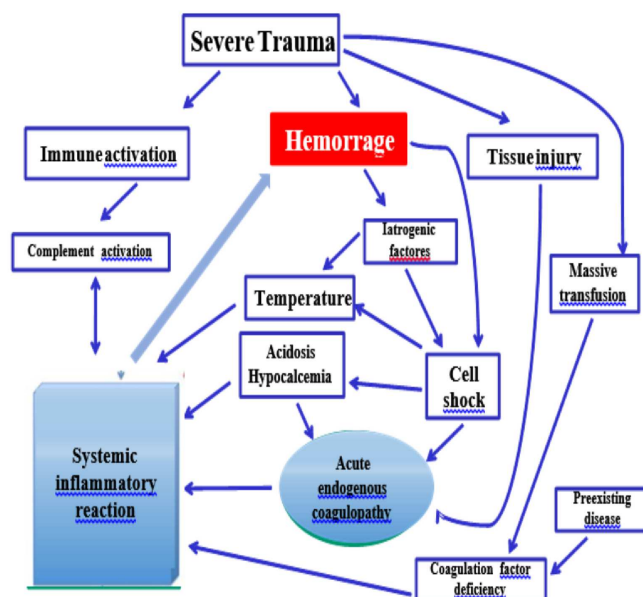 Severe Trauma
Immune activation
Hemorrage
Tissue injury
Complement activation
Iatrogenic
factores
Massive
transfusion
Temperature
Acidosis
Hypocalcemia
Cell
shock
Systemic
inflammatory
reaction
Acute
endogenous
coagulopathy
Preexisting
disease
Coagulation factor
deficiency